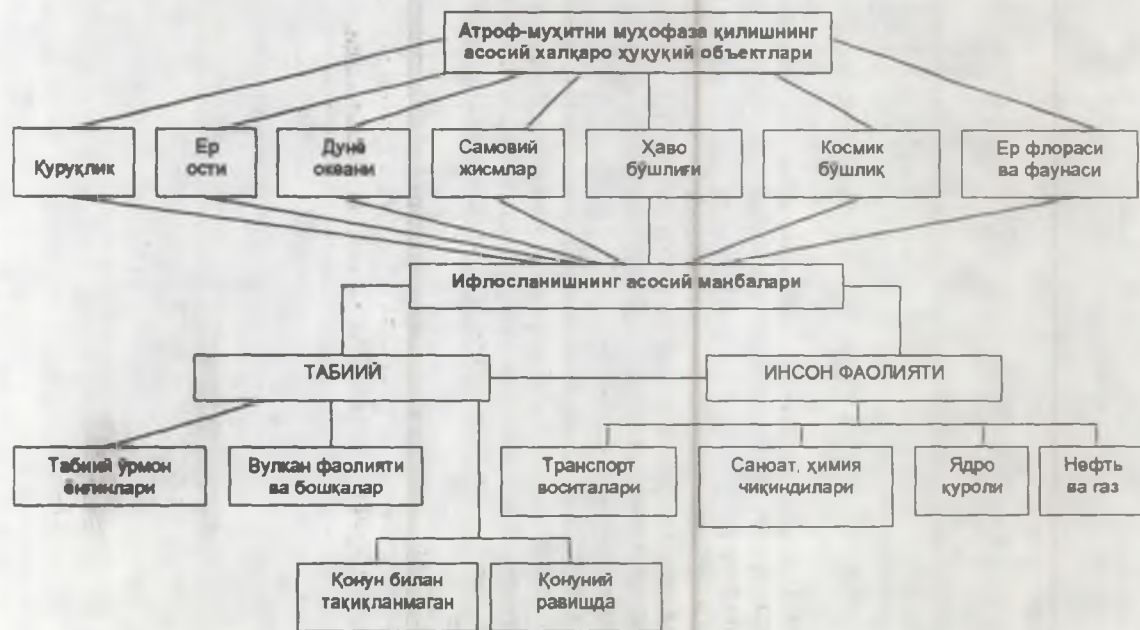 Атроф-муҳитни муҳофаза қилишнинг
асосий халқаро ҳуқуқий объектлари
Қуруқлик
Ер
ости
Дунё
океани
Самовий
жисмлар
Ҳаво
бўшлиғи
Космик
бўшлиқ
Ер флораси
ва фаунаси
Ифлосланишнинг асосий манбалари
ТАБИИЙ
ИНСОН ФАОЛИЯТИ
Табиий ўрмон
ёнғинлари
Вулкан фаолияти
ва бошқалар
Транспорт
воситалари
Саноат, химия
чиқиндилари
Ядро
қуроли
Нефть
ва газ
Қонун билан
тақиқланмаган
Қонуний
равишда